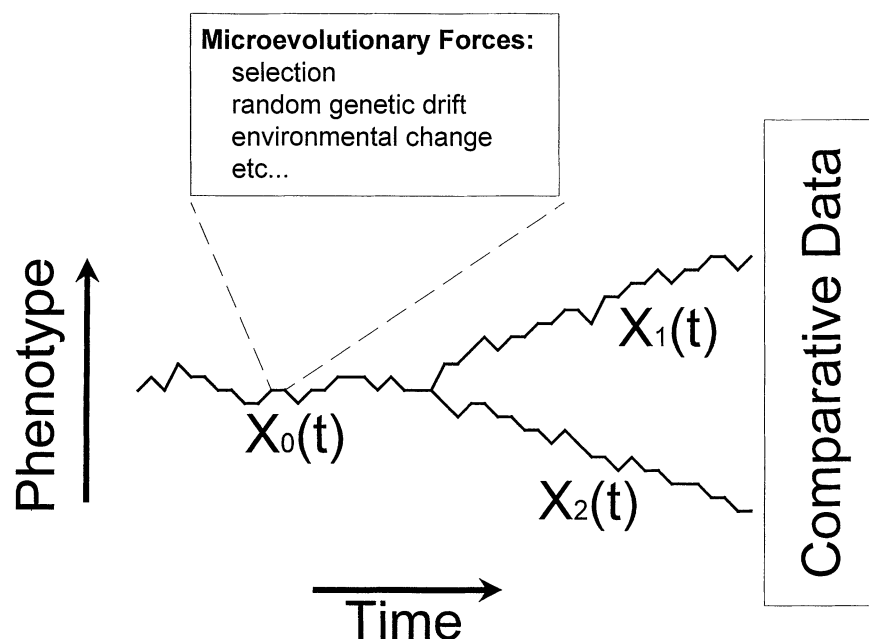 Microevolutionary Forces:
selection
random genetic drift
environmental change
etc...
Phenotype
X₀(t)
X₁(t)
X₂(t)
Time
Comparative Data